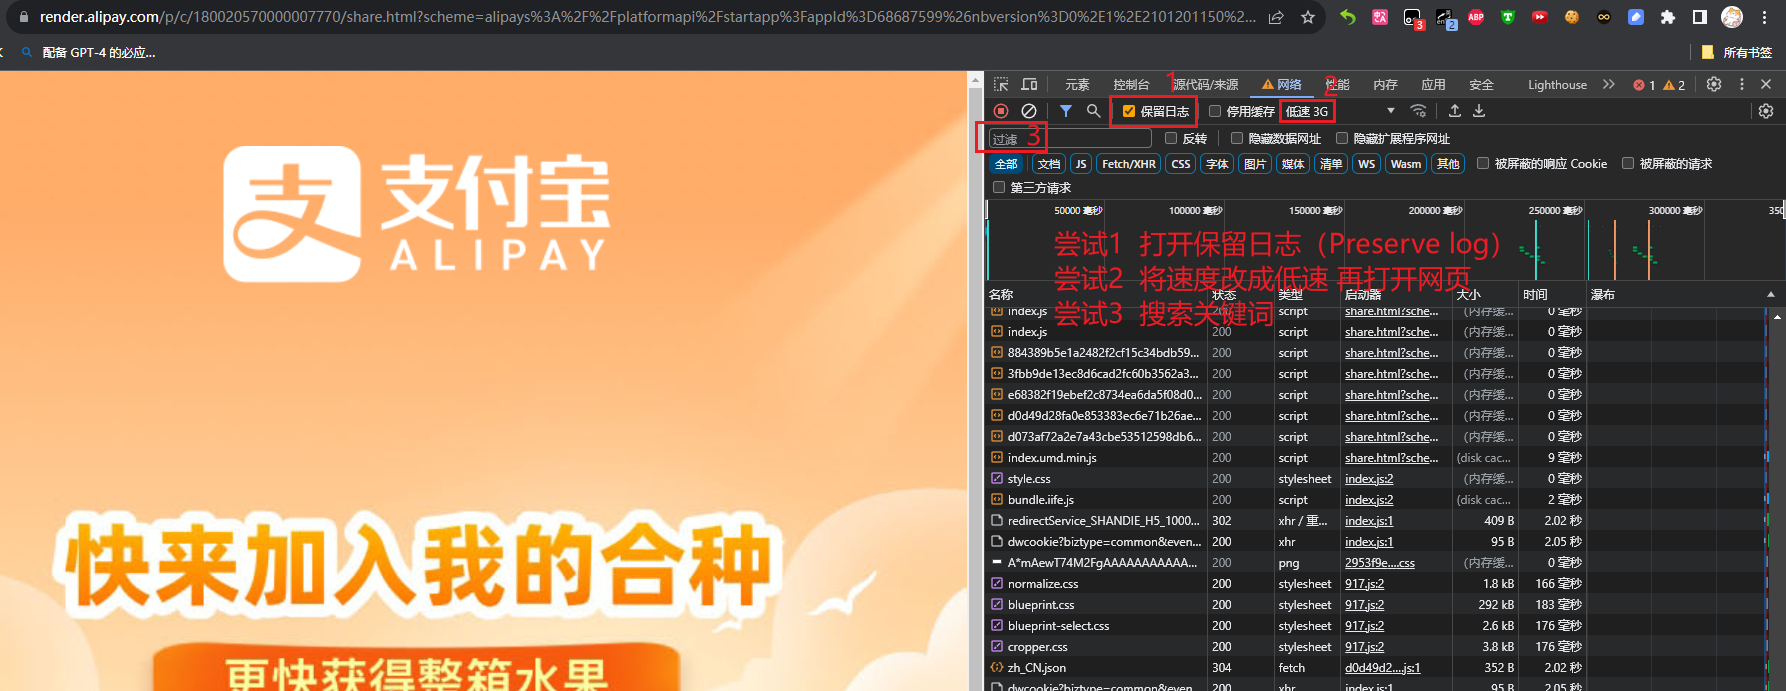 render.alipay.com/p/c/180020570000007770/share.html?scheme=alipays%3A%2F%2Fplatformapi%2Fstartapp%3FappId%3D68687599%26nbversion%3D0%2E1%2E2101201150%2...
3
2
ABP
配备 GPT-4 的必应...
所有书签
元素
控制台
源代码/来源
网络
性能
内存
应用
安全
Lighthouse
1
2
1
2
保留日志
停用缓存
低速 3G
过滤
3
反转
隐藏数据网址
隐藏扩展程序网址
全部
文档
JS
Fetch/XHR
CSS
字体
图片
媒体
清单
WS
Wasm
其他
被屏蔽的响应 Cookie
被屏蔽的请求
第三方请求
50000 毫秒
100000 毫秒
150000 毫秒
200000 毫秒
250000 毫秒
300000 毫秒
350
尝试1 打开保留日志（Preserve log）
尝试2 将速度改成低速 再打开网页
尝试3 搜索关键词
名称 状态 类型 启动器 大小 时间 瀑布
index.js 200 script share.html?sche... (内存缓... 0 毫秒
index.js 200 script share.html?sche... (内存缓... 0 毫秒
884389b5e1a2482f2cf15c34bdb59... 200 script share.html?sche... (内存缓... 0 毫秒
3fbb9de13ec8d6cad2fc60b3562a3... 200 script share.html?sche... (内存缓... 0 毫秒
e68382f19ebef2c8734ea6da5f08d0... 200 script share.html?sche... (内存缓... 0 毫秒
d0d49d28fa0e853383ec6e71b26ae... 200 script share.html?sche... (内存缓... 0 毫秒
d073af72a2e7a43cbe53512598db6... 200 script share.html?sche... (内存缓... 0 毫秒
index.umd.min.js 200 script share.html?sche... (disk cac... 9 毫秒
style.css 200 stylesheet index.js:2 (内存缓... 0 毫秒
bundle.iife.js 200 script index.js:2 (disk cac... 2 毫秒
redirectService_SHANDIE_H5_1000... 302 xhr / 重... index.js:1 409 B 2.02 秒
dwcookie?biztype=common&even... 200 xhr index.js:1 95 B 2.05 秒
A*mAewT74M2FgAAAAAAAAAAA... 200 png 2953f9e....css (内存缓... 0 毫秒
normalize.css 200 stylesheet 917.js:2 1.8 kB 166 毫秒
blueprint.css 200 stylesheet 917.js:2 292 kB 183 毫秒
blueprint-select.css 200 stylesheet 917.js:2 2.6 kB 176 毫秒
cropper.css 200 stylesheet 917.js:2 3.8 kB 176 毫秒
zh_CN.json 304 fetch d0d49d2....js:1 352 B 2.02 秒
dwcookie?biztype=common&even... 200 xhr index.js:1 95 B 2.05 秒
支
支付宝
ALIPAY
快来加入我的合种
更快获得整箱水果